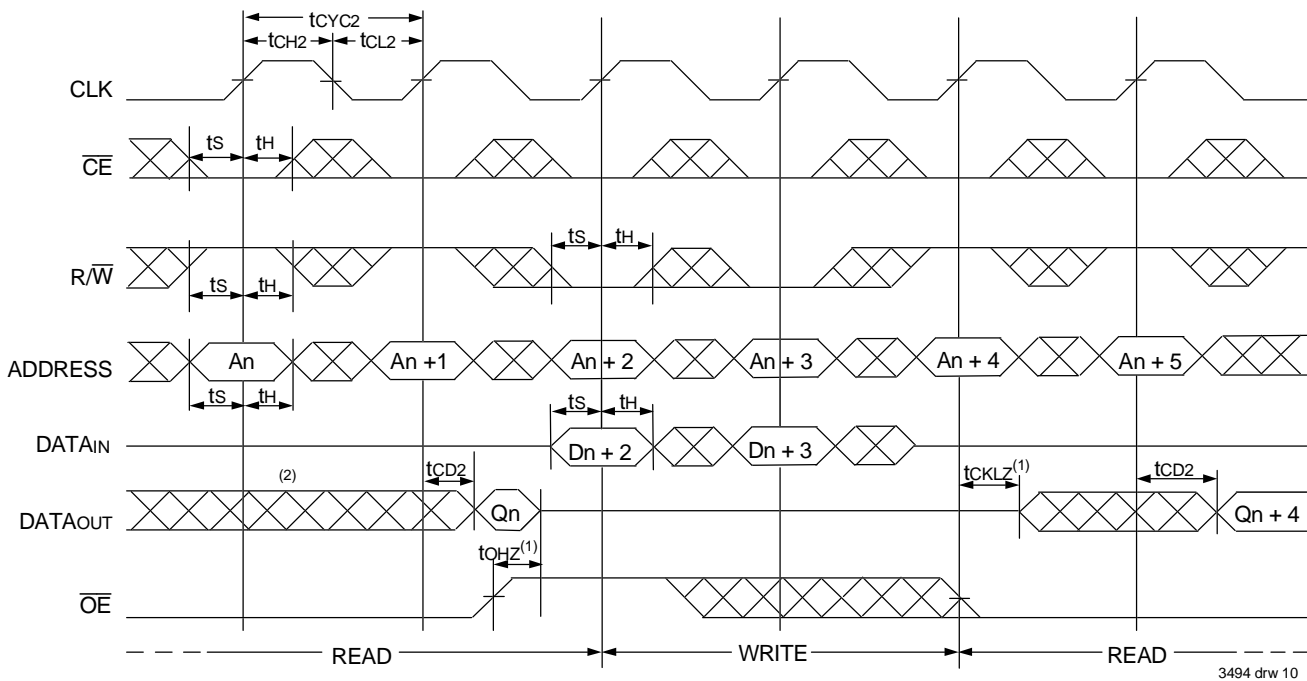 tCYC2
tCH2 tCL2
CLK
tS tH
CE
tS tH
R/W
tS tH
An An +1 An + 2 An + 3 An + 4 An + 5
ADDRESS
tS tH tS tH
DATAIN Dn + 2 Dn + 3
(2) tCD2 tCKLZ(1) tCD2
DATAOUT Qn Qn + 4
tOHZ(1)
OE
READ WRITE READ
3494 drw 10